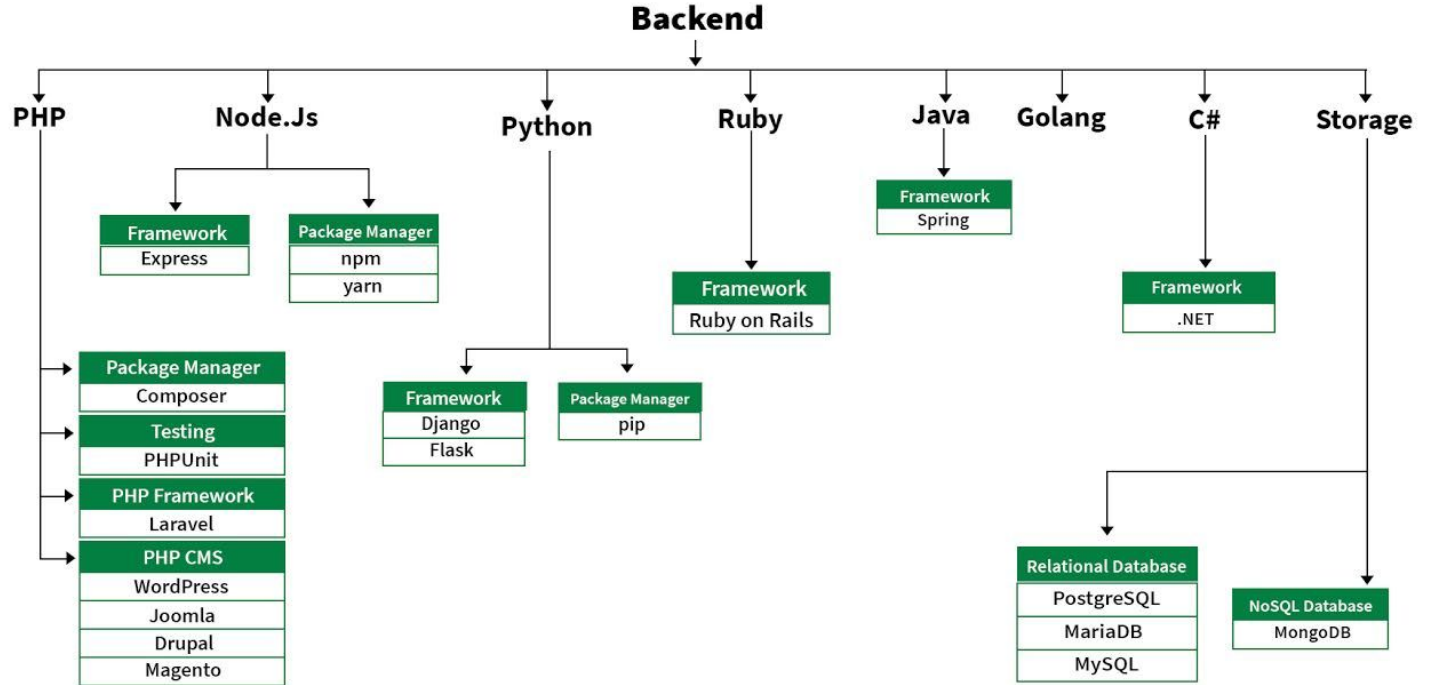 Backend
PHP
Node.Js
Python
Ruby
Java
Golang
C#
Storage
Framework
Express
Package Manager
npm
yarn
Framework
Spring
Framework
Ruby on Rails
Framework
.NET
Package Manager
Composer
Testing
PHPUnit
PHP Framework
Laravel
PHP CMS
WordPress
Joomla
Drupal
Magento
Framework
Django
Flask
Package Manager
pip
Relational Database
PostgreSQL
MariaDB
MySQL
NoSQL Database
MongoDB